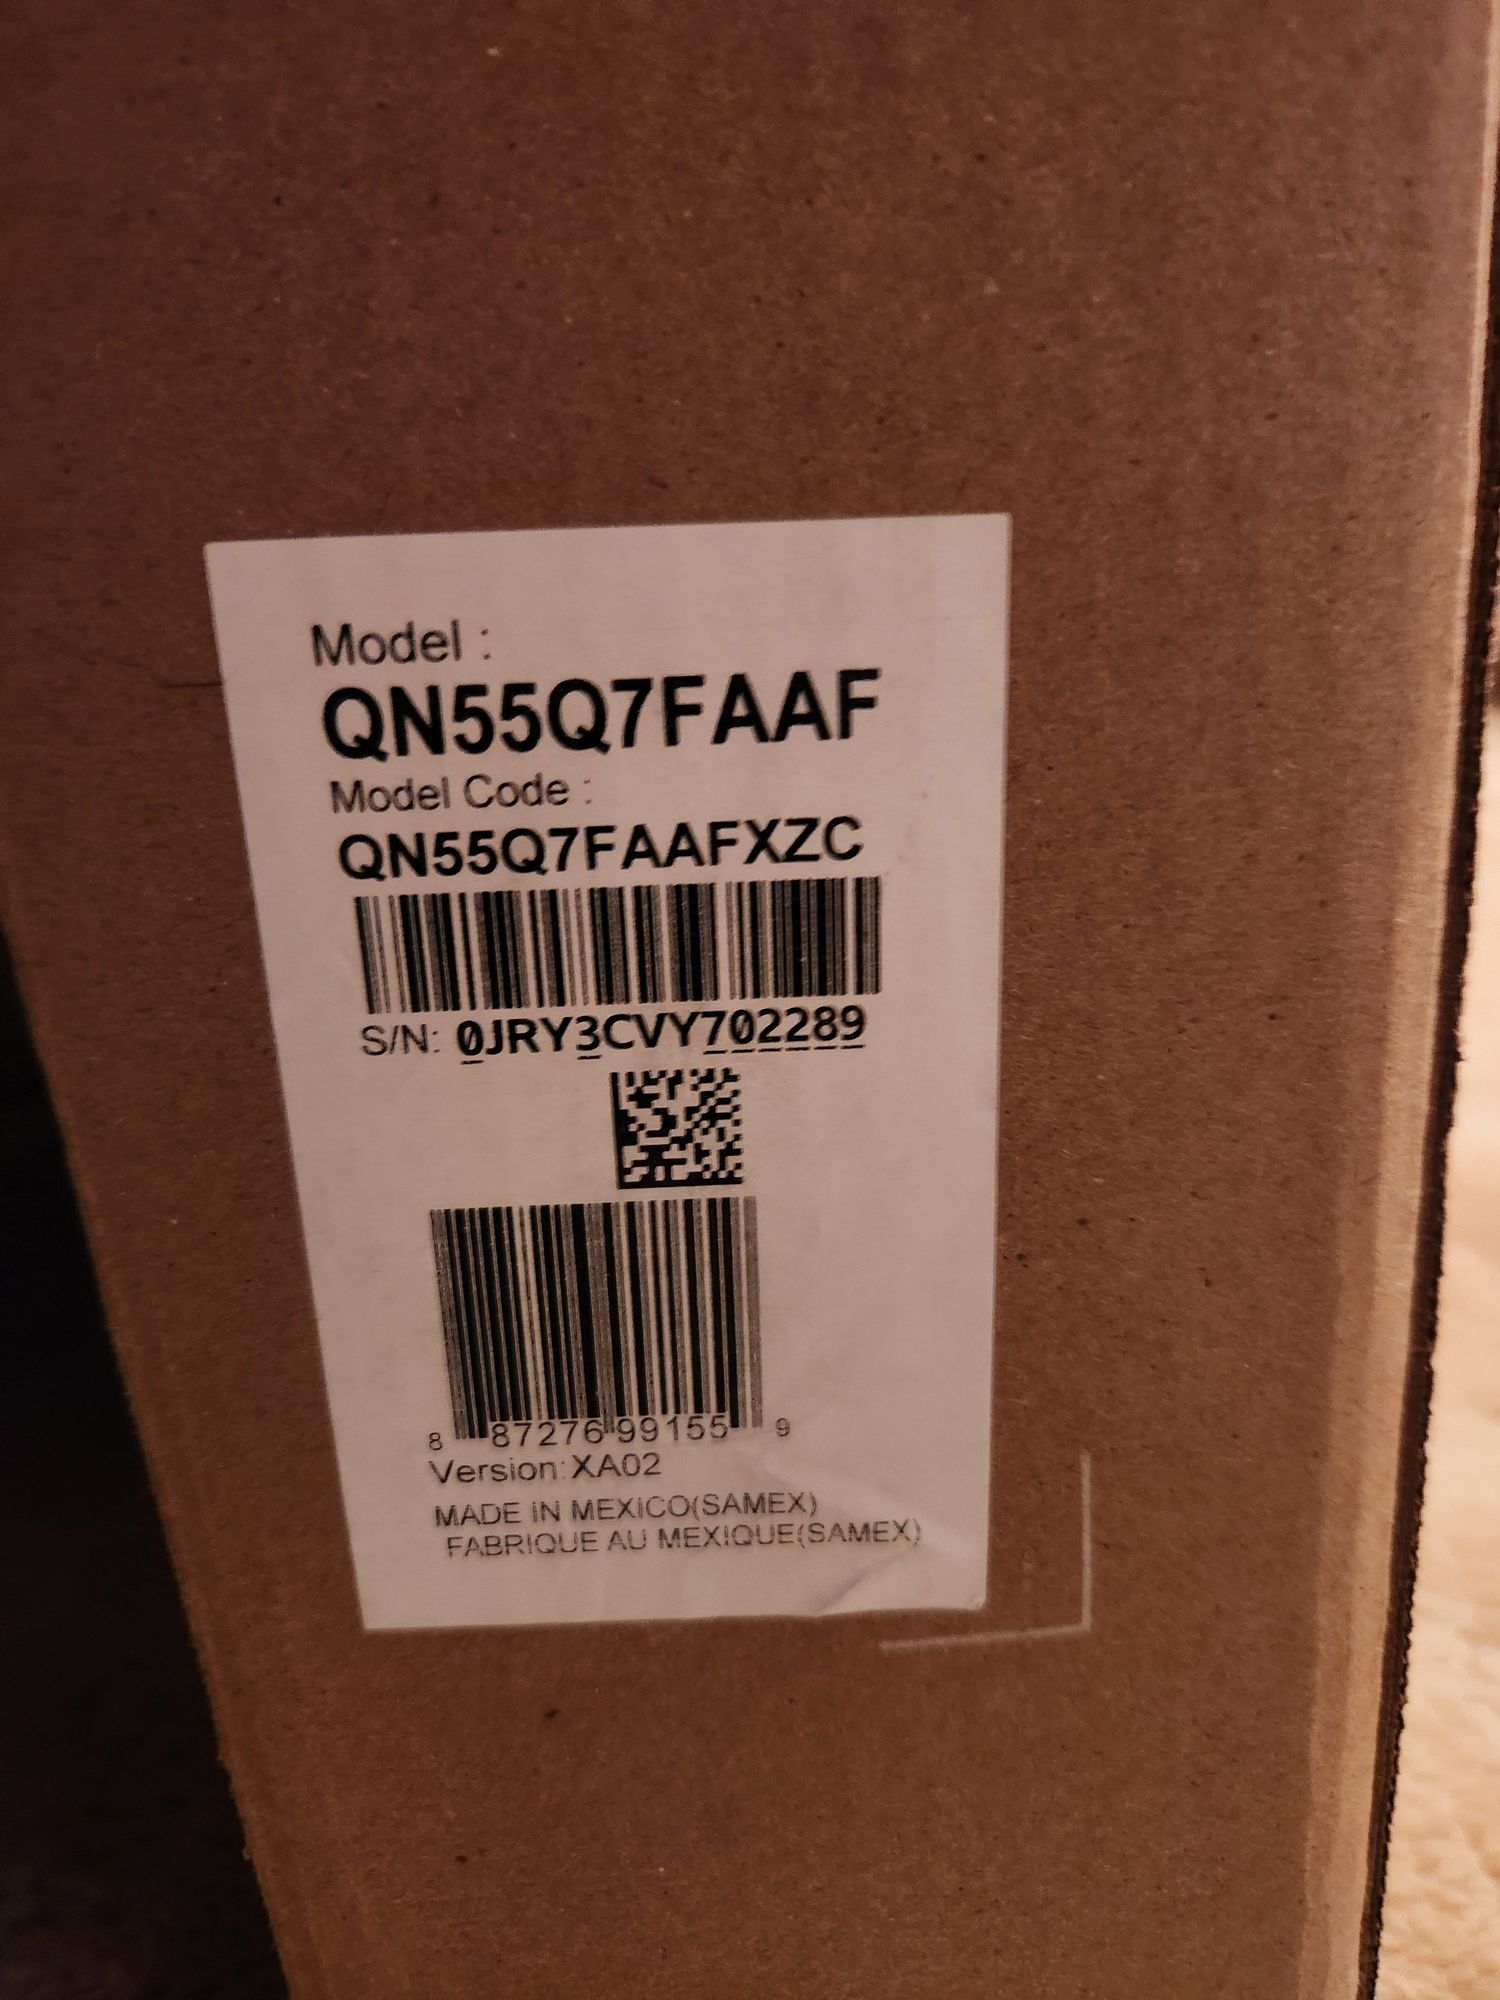 Model :
QN55Q7FAAF
Model Code :
QN55Q7FAAFXZC
S/N: 0JRY3CVY702289
8 87276 99155 9
Version:XA02
MADE IN MEXICO(SAMEX)
FABRIQUE AU MEXIQUE(SAMEX)